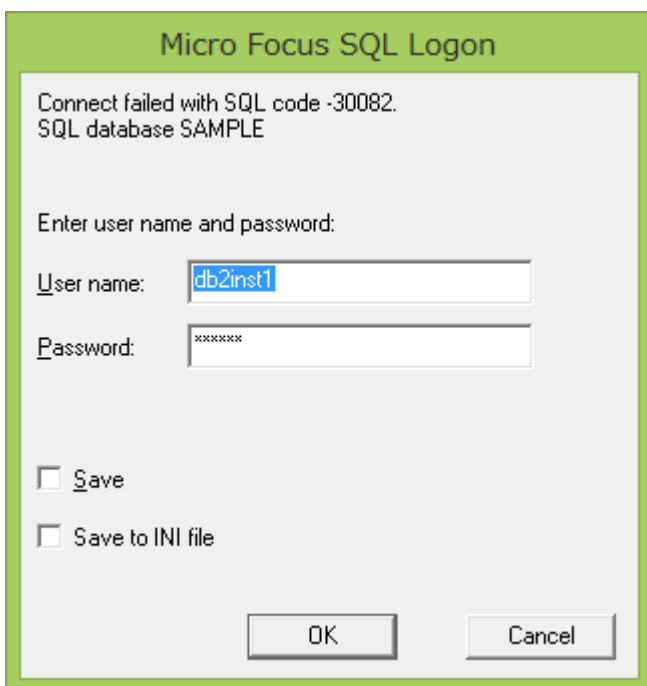 Micro Focus SQL Logon
Connect failed with SQL code -30082.
SQL database SAMPLE
Enter user name and password:
User name: db2inst1
Password: ******
Save
Save to INI file
OK Cancel